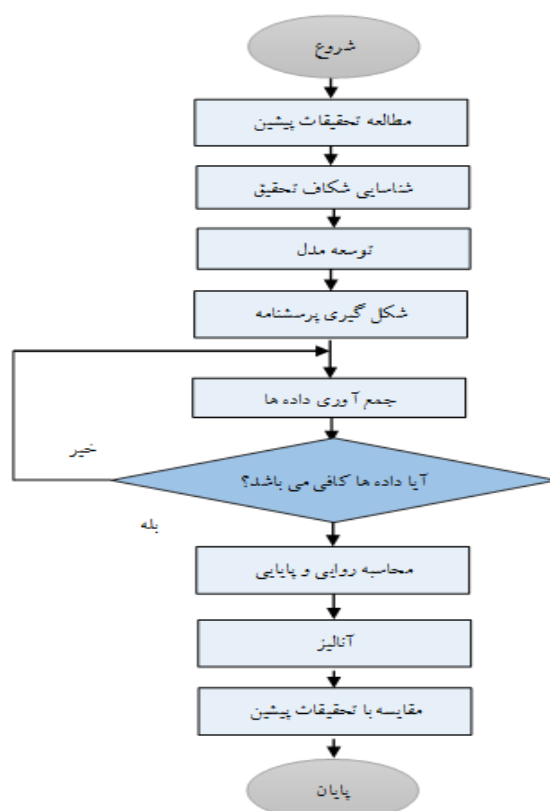 شروع
مطالعه تحقیقات پیشین
شناسایی شکاف تحقیق
توسعه مدل
شکل گیری پرسشنامه
جمع آوری داده ها
خیر
آیا داده ها کافی می باشد؟
بله
محاسبه روایی و پایایی
آنالیز
مقایسه با تحقیقات پیشین
پایان